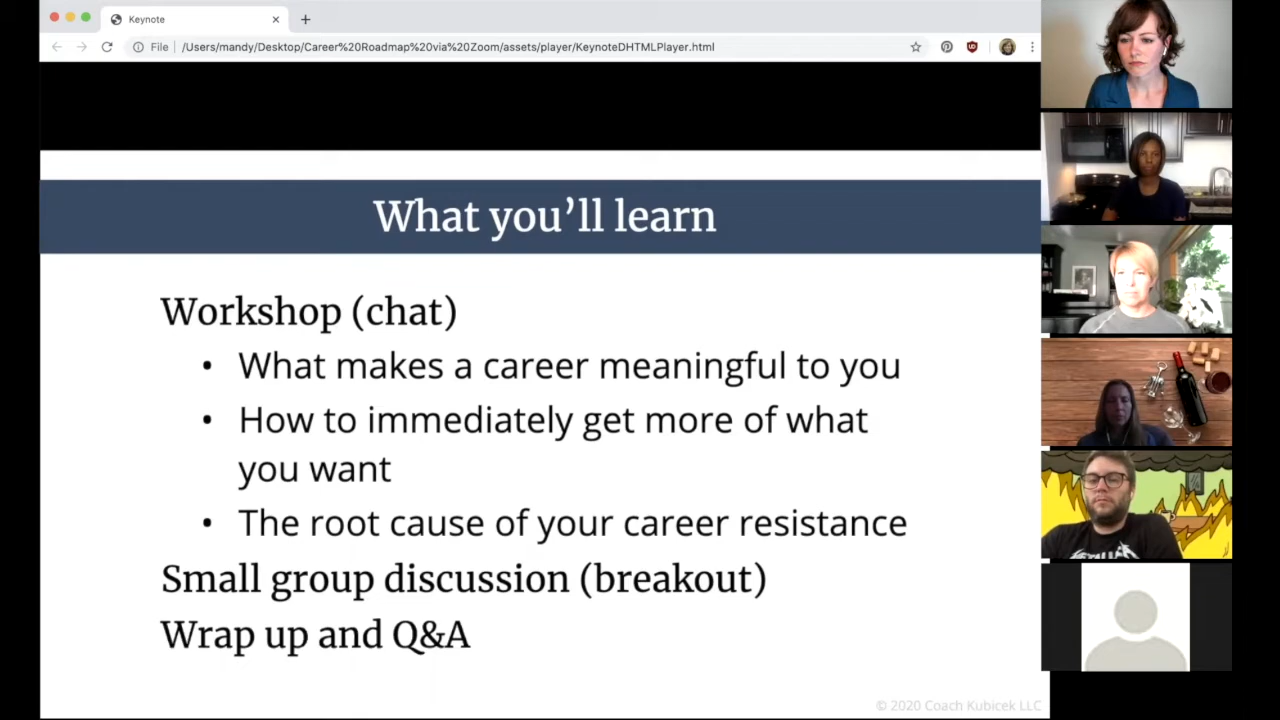 Keynote
File
/Users/mandy/Desktop/Career%20Roadmap%20via%20Zoom/assets/player/KeynoteDHTMLPlayer.html
What you'll learn
Workshop (chat)
• What makes a career meaningful to you
• How to immediately get more of what
you want
• The root cause of your career resistance
Small group discussion (breakout)
Wrap up and Q&A
© 2020 Coach Kubicek LLC
METALLICA